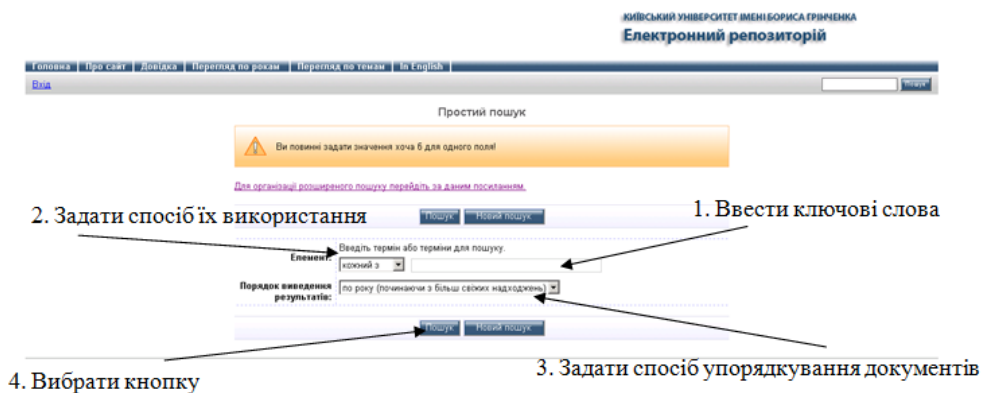 КИЇВСЬКИЙ УНІВЕРСИТЕТ ІМЕНІ БОРИСА ГРІНЧЕНКА
Електронний репозиторій
Головна | Про сайт | Довідка | Перегляд по рокам | Перегляд по темам | In English |
Вхід Пошук
Простий пошук
Ви повинні задати значення хоча б для одного поля!
Для організації розширеного пошуку перейдіть за даним посиланням.
2. Задати спосіб їх використання Пошук Новий пошук 1. Ввести ключові слова
Введіть термін або терміни для пошуку.
Елемент: кожний з
Порядок виведення результатів: по року (починаючи з більш свіжих надходжень)
Пошук Новий пошук
3. Задати спосіб упорядкування документів
4. Вибрати кнопку